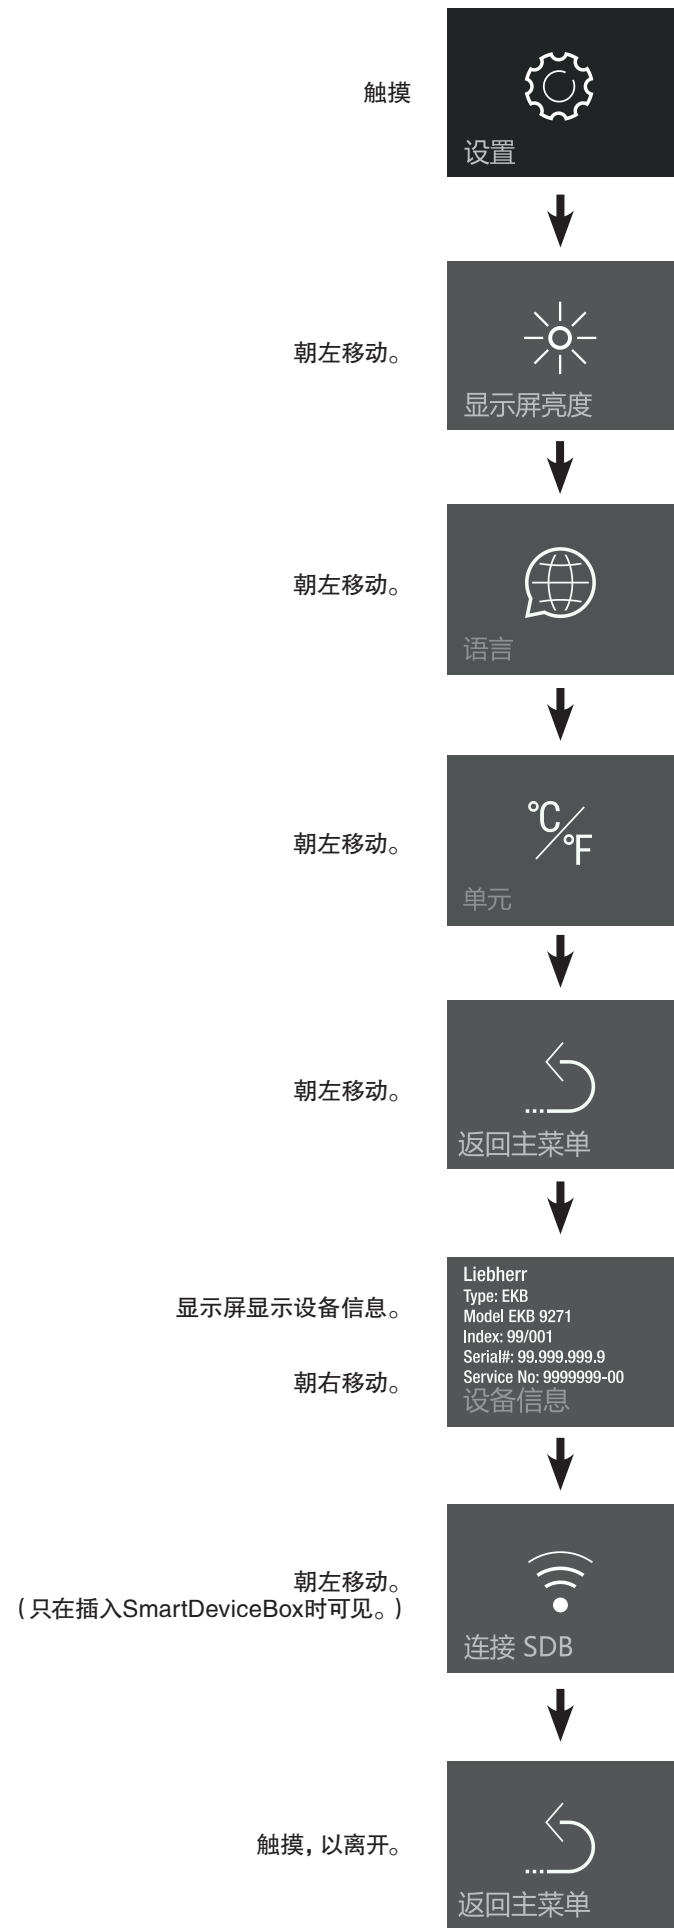 触摸
设置
朝左移动。
显示屏亮度
朝左移动。
语言
朝左移动。
°C/°F
单元
朝左移动。
返回主菜单
显示屏显示设备信息。
朝右移动。
Liebherr
Type: EKB
Model EKB 9271
Index: 99/001
Serial#: 99.999.999.9
Service No: 9999999-00
设备信息
朝左移动。
(只在插入SmartDeviceBox时可见。)
连接 SDB
触摸,以离开。
返回主菜单